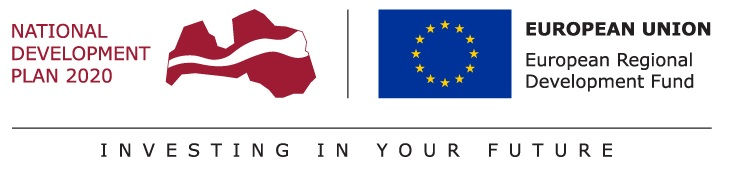 NATIONAL
DEVELOPMENT
PLAN 2020
EUROPEAN UNION
European Regional
Development Fund
INVESTING IN YOUR FUTURE